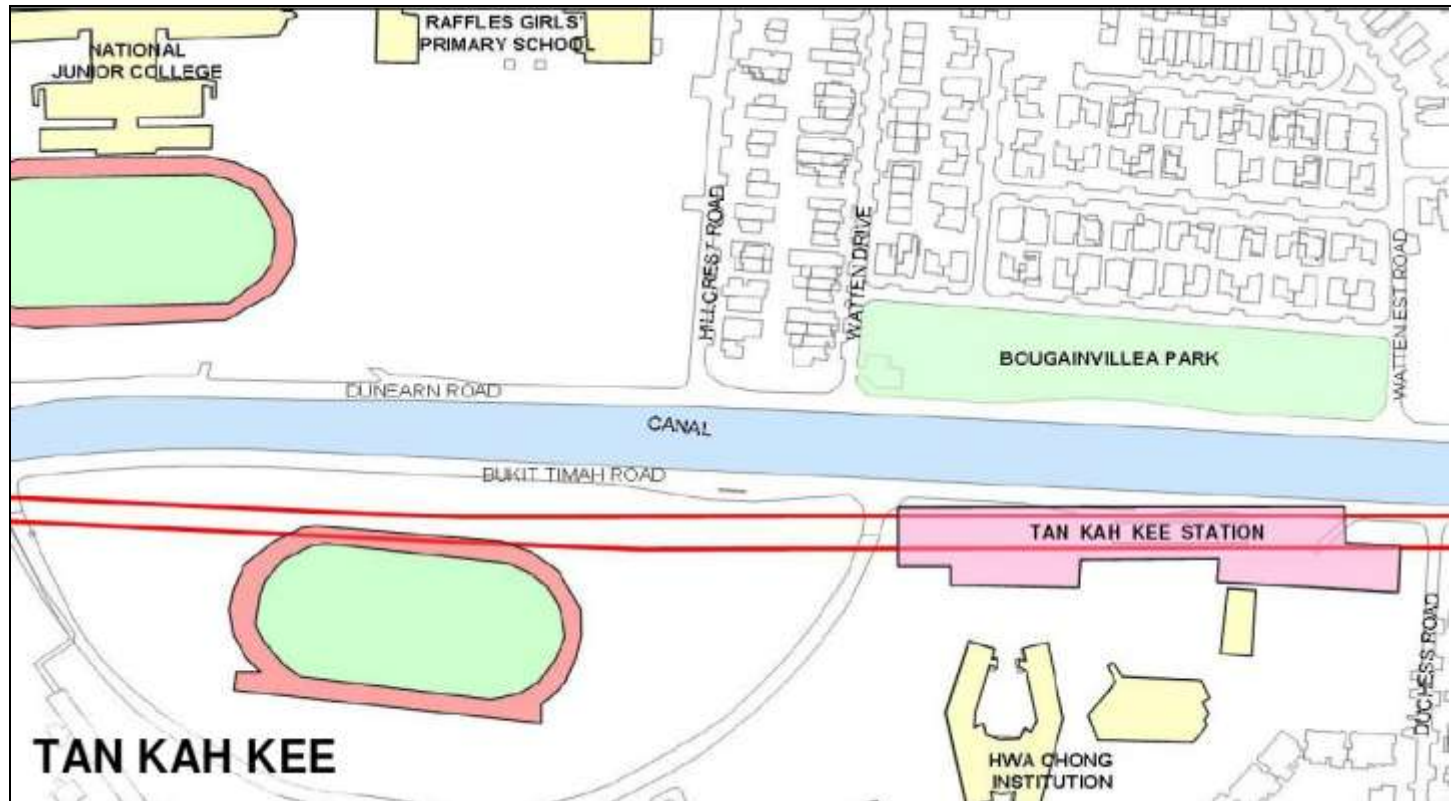 NATIONAL
JUNIOR COLLEGE
RAFFLES GIRLS'
PRIMARY SCHOOL
HILLCREST ROAD
WATTEN DRIVE
WATTEN EST ROAD
BOUGAINVILLEA PARK
DUNEARN ROAD
CANAL
BUKIT TIMAH ROAD
TAN KAH KEE STATION
DUCHESS ROAD
HWA CHONG
INSTITUTION
TAN KAH KEE